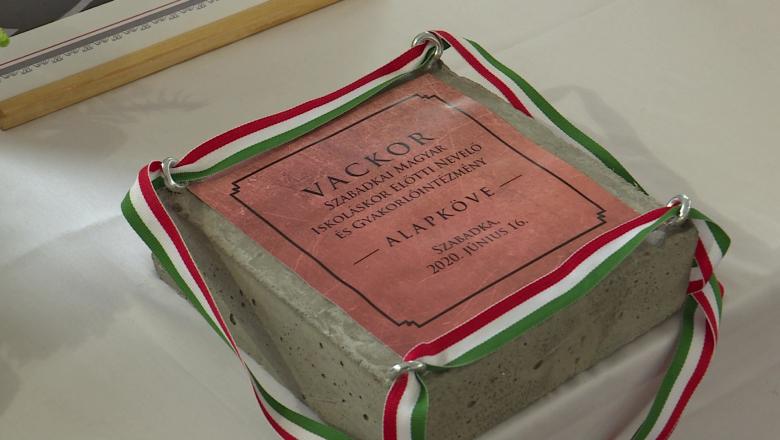 VACKOR
SZABADKAI MAGYAR
ISKOLÁSKOR ELŐTTI NEVELŐ
ÉS GYAKORLÓINTÉZMÉNY
— ALAPKÖVE —
SZABADKA,
2020. JÚNIUS 16.